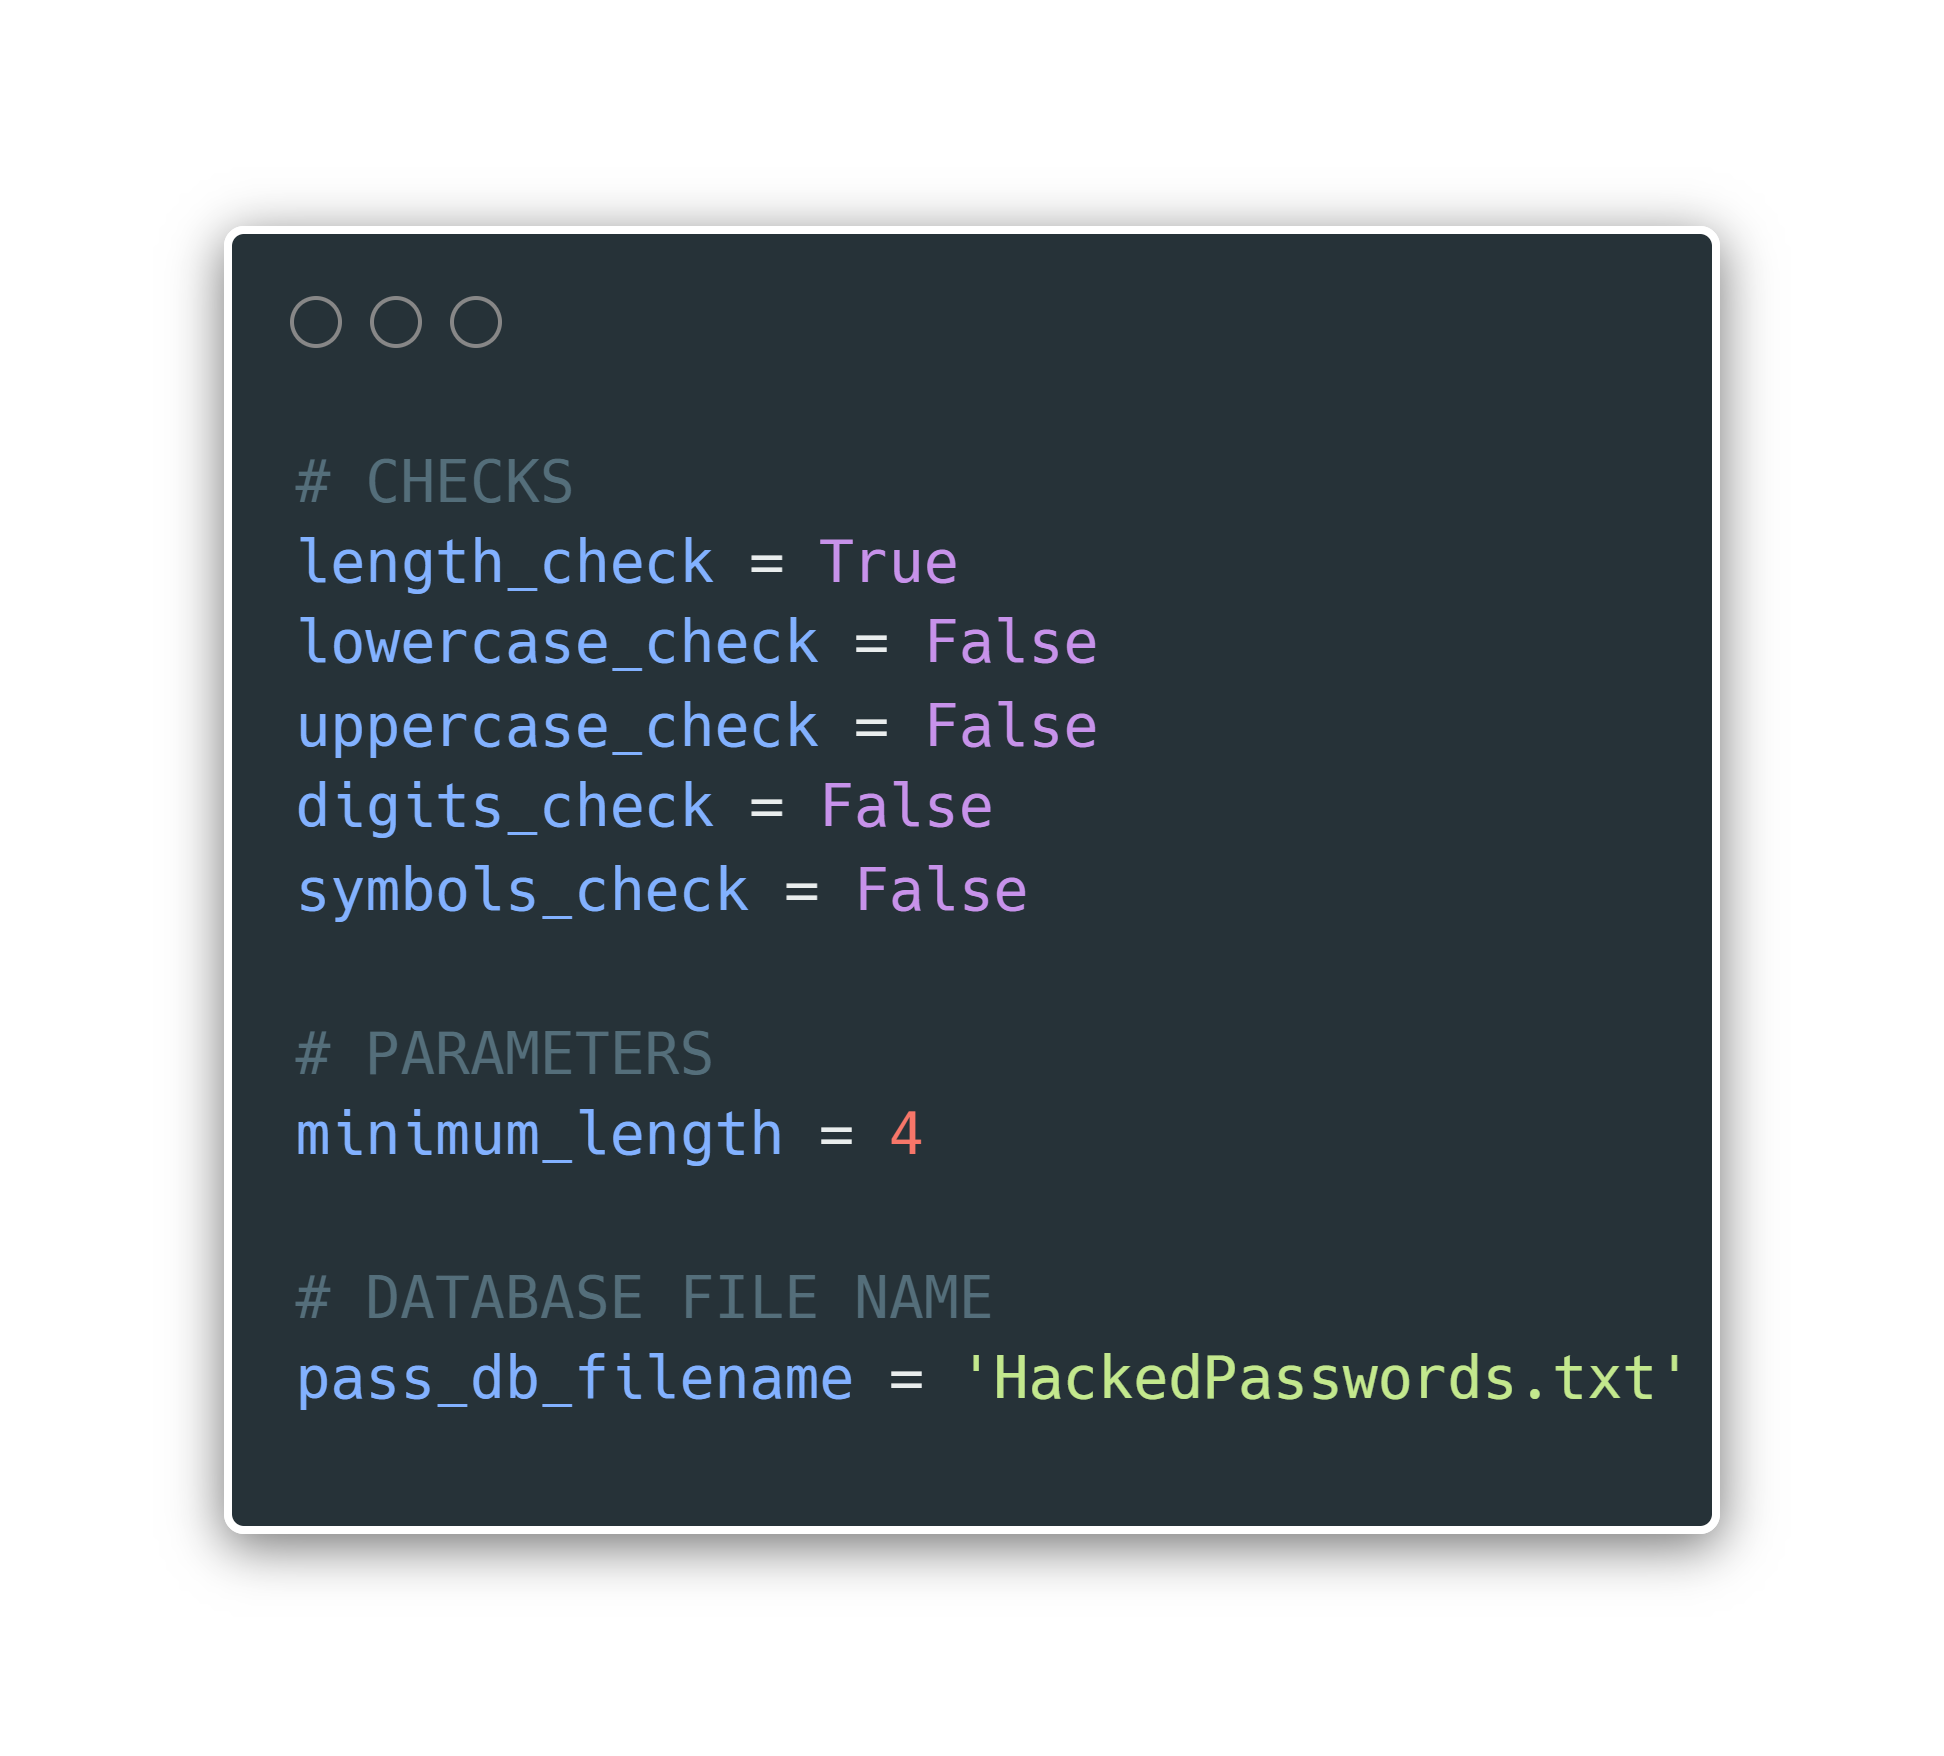 # CHECKS
length_check = True
lowercase_check = False
uppercase_check = False
digits_check = False
symbols_check = False
# PARAMETERS
minimum_length = 4
# DATABASE FILE NAME
pass_db_filename = 'HackedPasswords.txt'